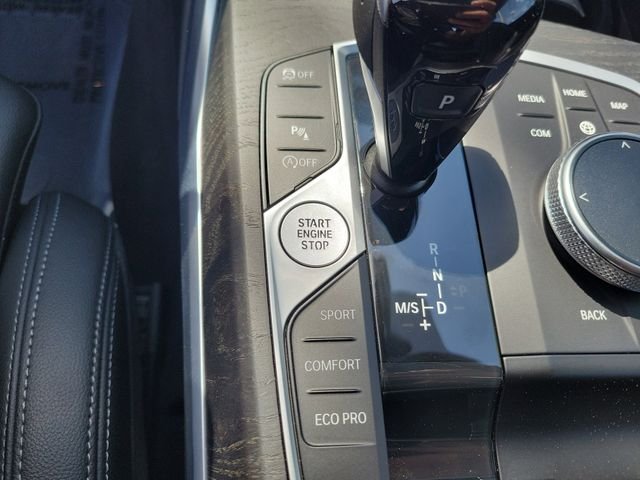 OFF
P
A OFF
START
ENGINE
STOP
SPORT
COMFORT
ECO PRO
P
R
N
P
M/S
D
MEDIA
HOME
MAP
COM
BACK